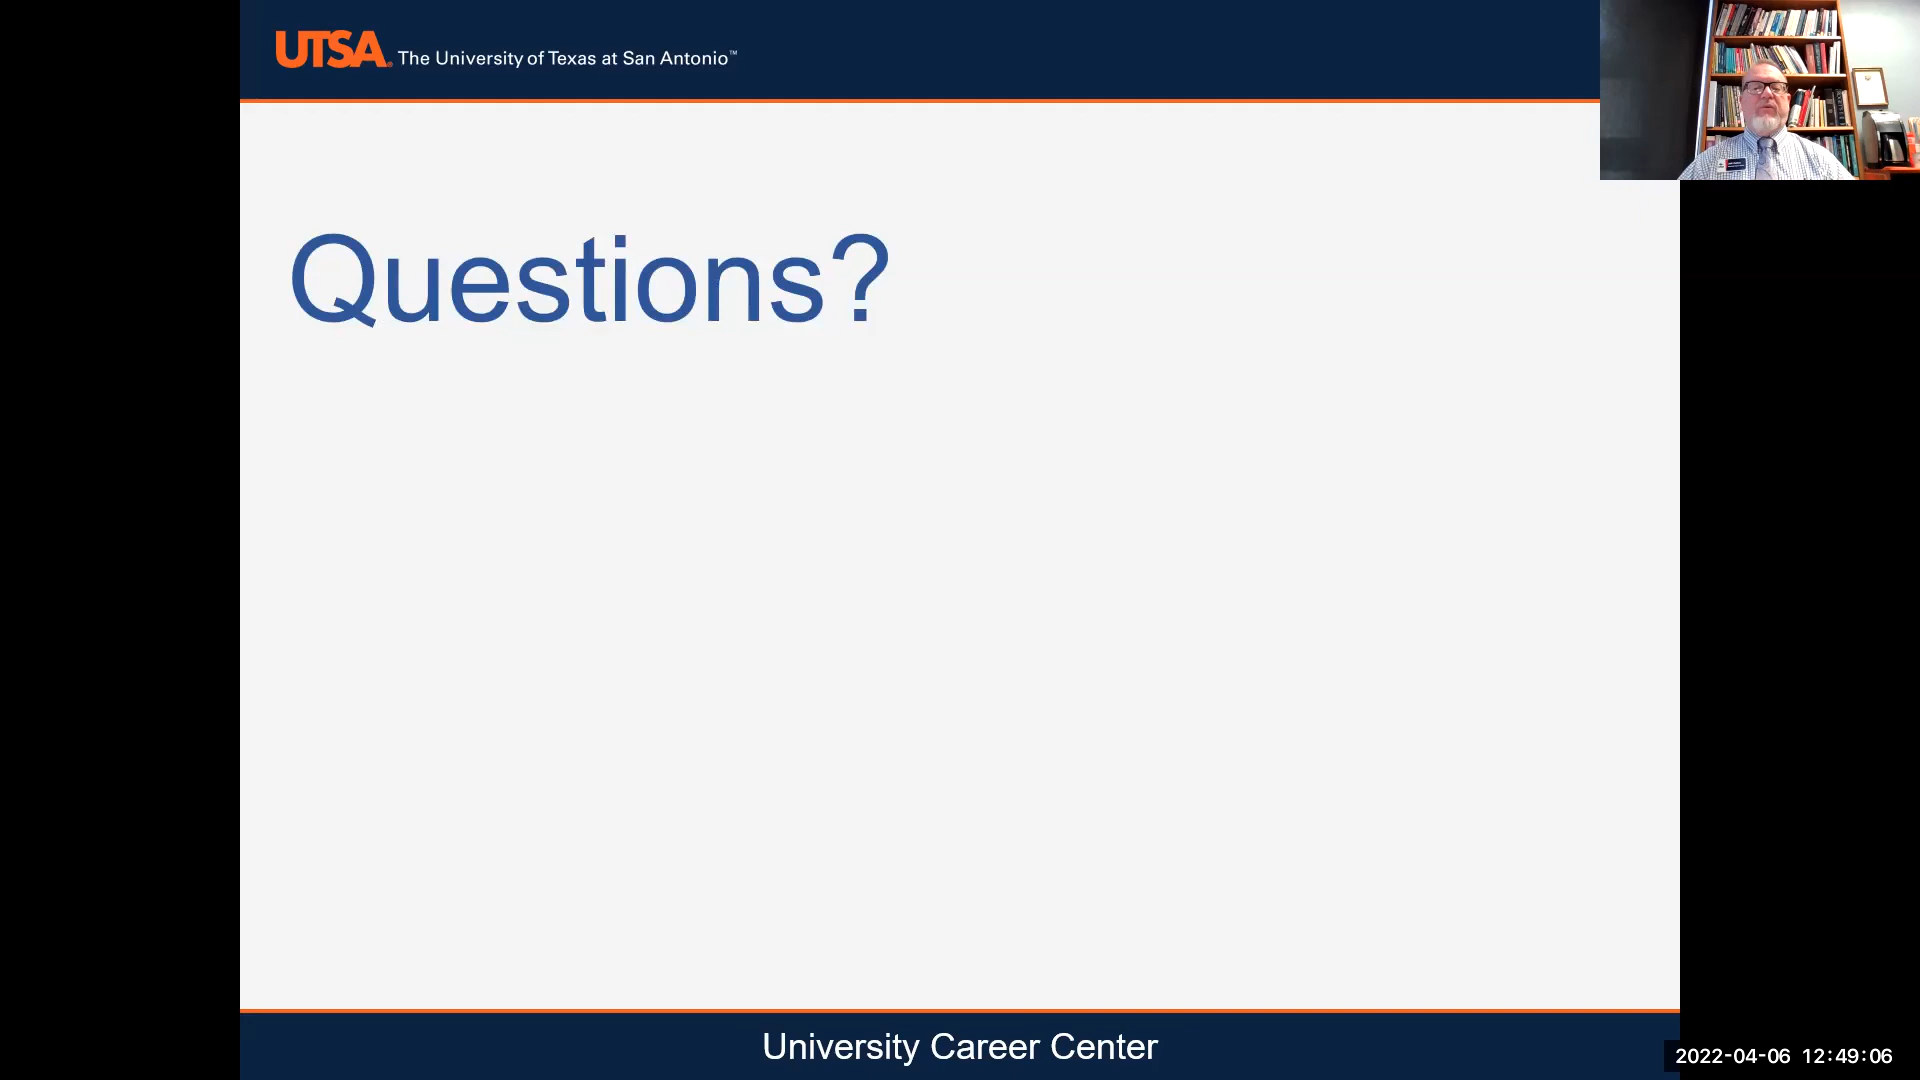 UTSA® The University of Texas at San Antonio™
Questions?
University Career Center
2022-04-06 12:49:06